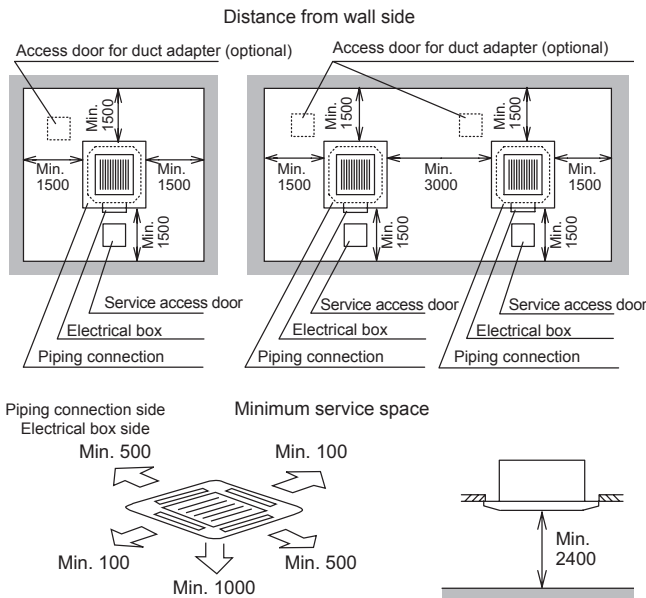 Distance from wall side
Access door for duct adapter (optional)
Access door for duct adapter (optional)
Min.
1500
Min.
1500
Min.
1500
Min.
1500
Min.
1500
Min.
1500
Min.
3000
Min.
1500
Min.
1500
Min.
1500
Min.
1500
Service access door
Electrical box
Piping connection
Service access door
Electrical box
Piping connection
Service access door
Electrical box
Piping connection
Piping connection side
Electrical box side
Minimum service space
Min. 500
Min. 100
Min. 100
Min. 500
Min. 1000
Min.
2400